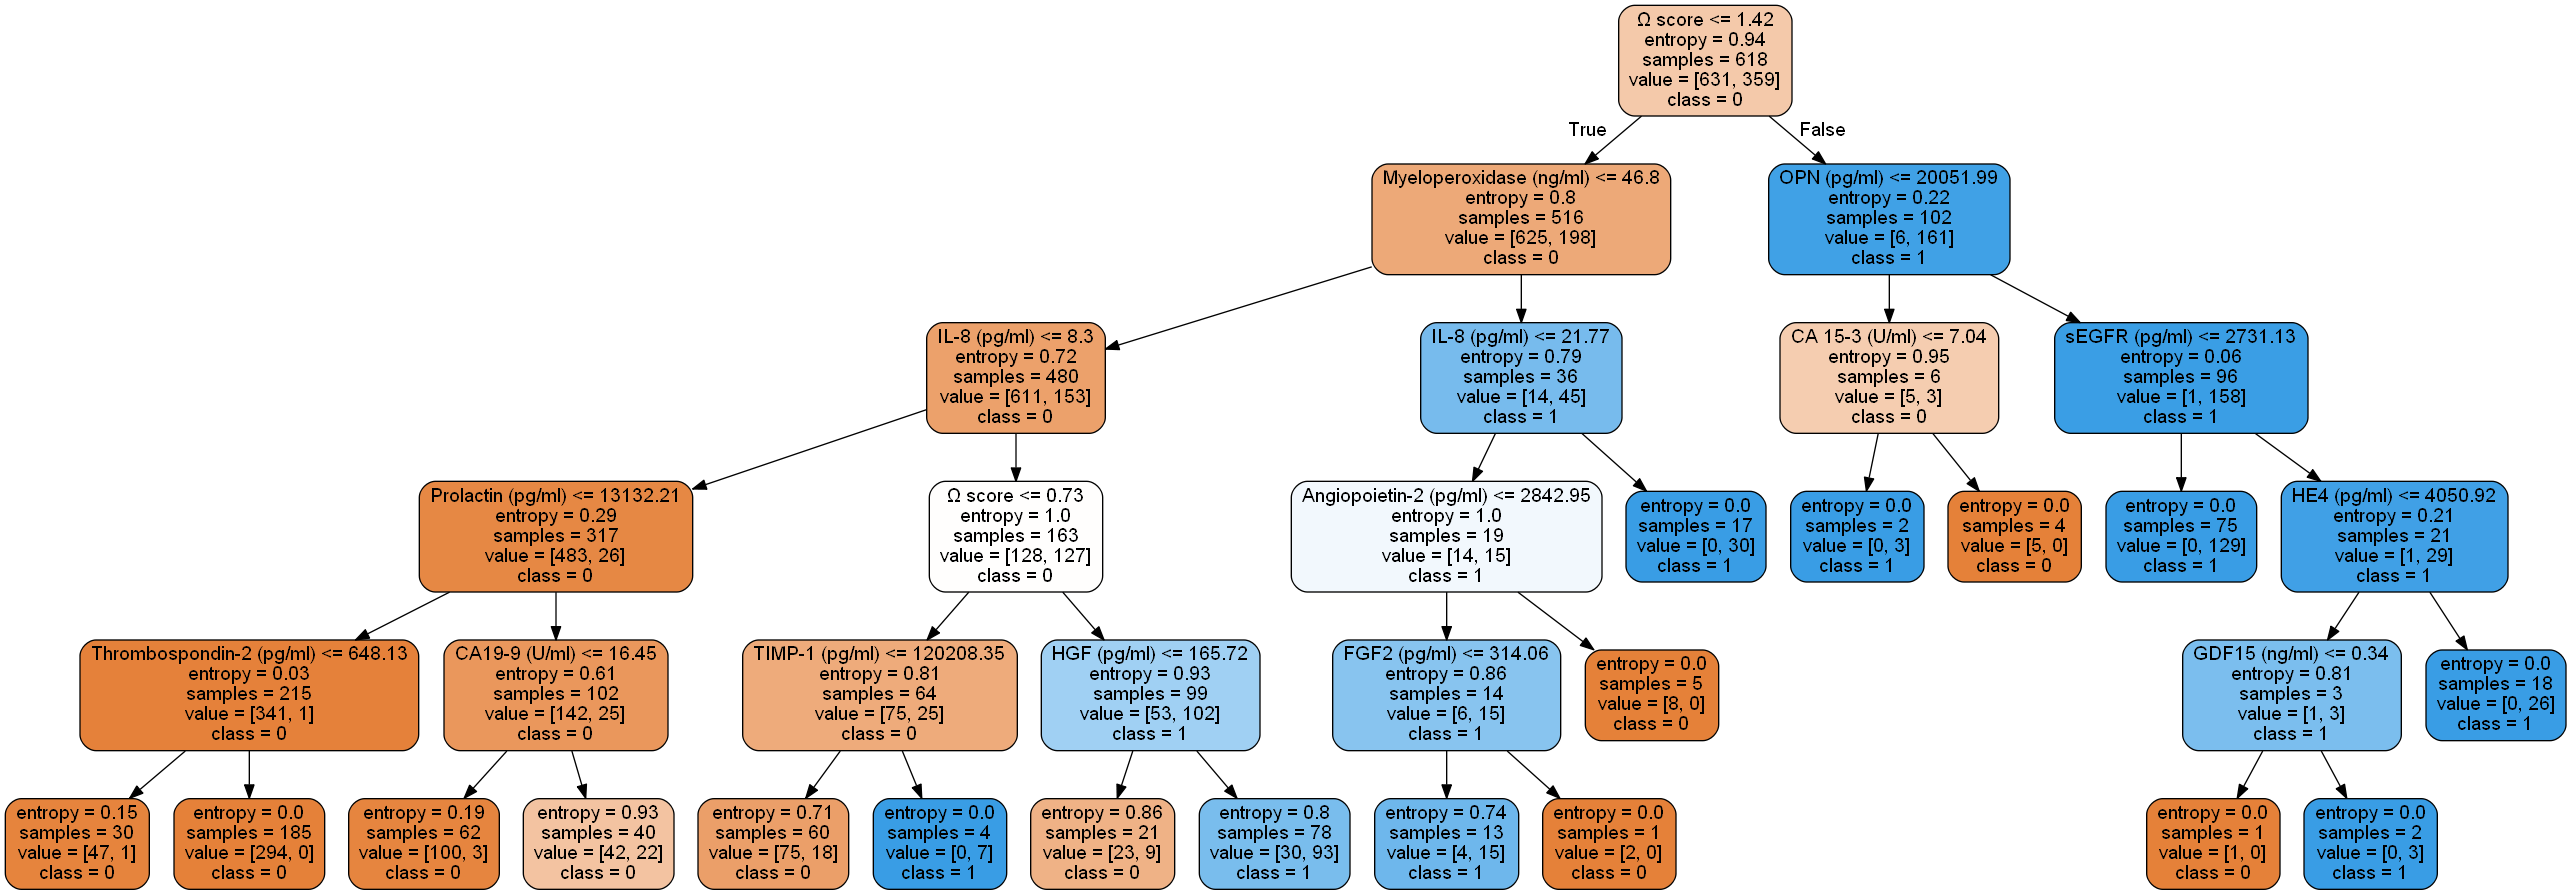 Ω score <= 1.42
entropy = 0.94
samples = 618
value = [631, 359]
class = 0
True
False
Myeloperoxidase (ng/ml) <= 46.8
entropy = 0.8
samples = 516
value = [625, 198]
class = 0
OPN (pg/ml) <= 20051.99
entropy = 0.22
samples = 102
value = [6, 161]
class = 1
IL-8 (pg/ml) <= 8.3
entropy = 0.72
samples = 480
value = [611, 153]
class = 0
IL-8 (pg/ml) <= 21.77
entropy = 0.79
samples = 36
value = [14, 45]
class = 1
CA 15-3 (U/ml) <= 7.04
entropy = 0.95
samples = 6
value = [5, 3]
class = 0
sEGFR (pg/ml) <= 2731.13
entropy = 0.06
samples = 96
value = [1, 158]
class = 1
Prolactin (pg/ml) <= 13132.21
entropy = 0.29
samples = 317
value = [483, 26]
class = 0
Ω score <= 0.73
entropy = 1.0
samples = 163
value = [128, 127]
class = 0
Angiopoietin-2 (pg/ml) <= 2842.95
entropy = 1.0
samples = 19
value = [14, 15]
class = 1
entropy = 0.0
samples = 17
value = [0, 30]
class = 1
entropy = 0.0
samples = 2
value = [0, 3]
class = 1
entropy = 0.0
samples = 4
value = [5, 0]
class = 0
entropy = 0.0
samples = 75
value = [0, 129]
class = 1
HE4 (pg/ml) <= 4050.92
entropy = 0.21
samples = 21
value = [1, 29]
class = 1
Thrombospondin-2 (pg/ml) <= 648.13
entropy = 0.03
samples = 215
value = [341, 1]
class = 0
CA19-9 (U/ml) <= 16.45
entropy = 0.61
samples = 102
value = [142, 25]
class = 0
TIMP-1 (pg/ml) <= 120208.35
entropy = 0.81
samples = 64
value = [75, 25]
class = 0
HGF (pg/ml) <= 165.72
entropy = 0.93
samples = 99
value = [53, 102]
class = 1
FGF2 (pg/ml) <= 314.06
entropy = 0.86
samples = 14
value = [6, 15]
class = 1
entropy = 0.0
samples = 5
value = [8, 0]
class = 0
GDF15 (ng/ml) <= 0.34
entropy = 0.81
samples = 3
value = [1, 3]
class = 1
entropy = 0.0
samples = 18
value = [0, 26]
class = 1
entropy = 0.15
samples = 30
value = [47, 1]
class = 0
entropy = 0.0
samples = 185
value = [294, 0]
class = 0
entropy = 0.19
samples = 62
value = [100, 3]
class = 0
entropy = 0.93
samples = 40
value = [42, 22]
class = 0
entropy = 0.71
samples = 60
value = [75, 18]
class = 0
entropy = 0.0
samples = 4
value = [0, 7]
class = 1
entropy = 0.86
samples = 21
value = [23, 9]
class = 0
entropy = 0.8
samples = 78
value = [30, 93]
class = 1
entropy = 0.74
samples = 13
value = [4, 15]
class = 1
entropy = 0.0
samples = 1
value = [2, 0]
class = 0
entropy = 0.0
samples = 1
value = [1, 0]
class = 0
entropy = 0.0
samples = 2
value = [0, 3]
class = 1